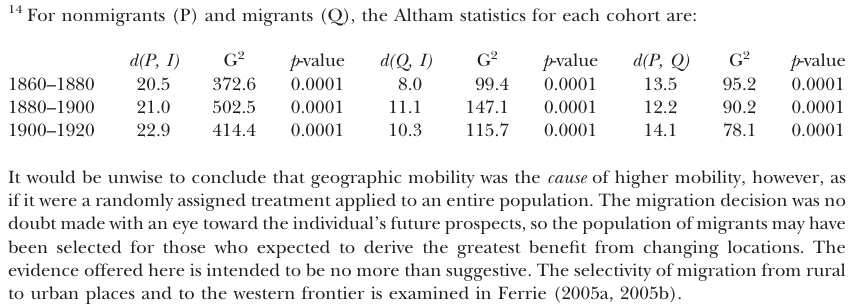 14 For nonmigrants (P) and migrants (Q), the Altham statistics for each cohort are:
d(P, I) G2 p-value d(Q, I) G2 p-value d(P, Q) G2 p-value
1860–1880 20.5 372.6 0.0001 8.0 99.4 0.0001 13.5 95.2 0.0001
1880–1900 21.0 502.5 0.0001 11.1 147.1 0.0001 12.2 90.2 0.0001
1900–1920 22.9 414.4 0.0001 10.3 115.7 0.0001 14.1 78.1 0.0001
It would be unwise to conclude that geographic mobility was the cause of higher mobility, however, as
if it were a randomly assigned treatment applied to an entire population. The migration decision was no
doubt made with an eye toward the individual's future prospects, so the population of migrants may have
been selected for those who expected to derive the greatest benefit from changing locations. The
evidence offered here is intended to be no more than suggestive. The selectivity of migration from rural
to urban places and to the western frontier is examined in Ferrie (2005a, 2005b).